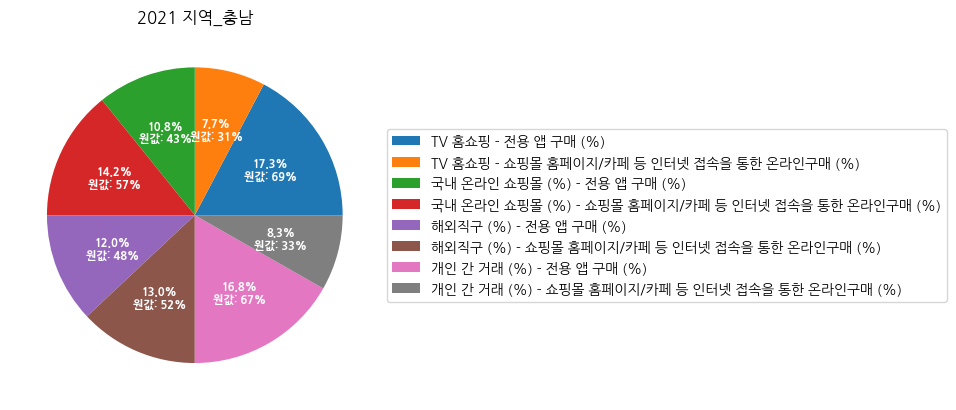 2021 지역_충남
10.8%
원값: 43%
7.7%
원값: 31%
17.3%
원값: 69%
14.2%
원값: 57%
12.0%
원값: 48%
8.3%
원값: 33%
13.0%
원값: 52%
16.8%
원값: 67%
TV 홈쇼핑 - 전용 앱 구매 (%)
TV 홈쇼핑 - 쇼핑몰 홈페이지/카페 등 인터넷 접속을 통한 온라인구매 (%)
국내 온라인 쇼핑몰 (%) - 전용 앱 구매 (%)
국내 온라인 쇼핑몰 (%) - 쇼핑몰 홈페이지/카페 등 인터넷 접속을 통한 온라인구매 (%)
해외직구 (%) - 전용 앱 구매 (%)
해외직구 (%) - 쇼핑몰 홈페이지/카페 등 인터넷 접속을 통한 온라인구매 (%)
개인 간 거래 (%) - 전용 앱 구매 (%)
개인 간 거래 (%) - 쇼핑몰 홈페이지/카페 등 인터넷 접속을 통한 온라인구매 (%)